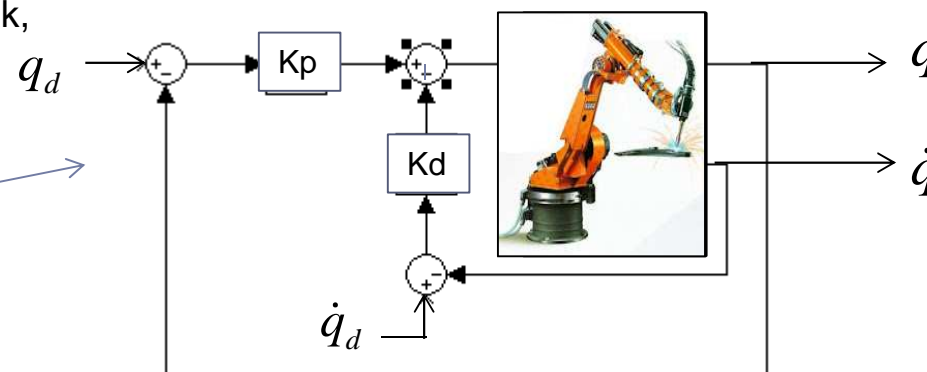 k,
q_d
+
−
Kp
+
+
q
Kd
q̇
−
+
q̇_d